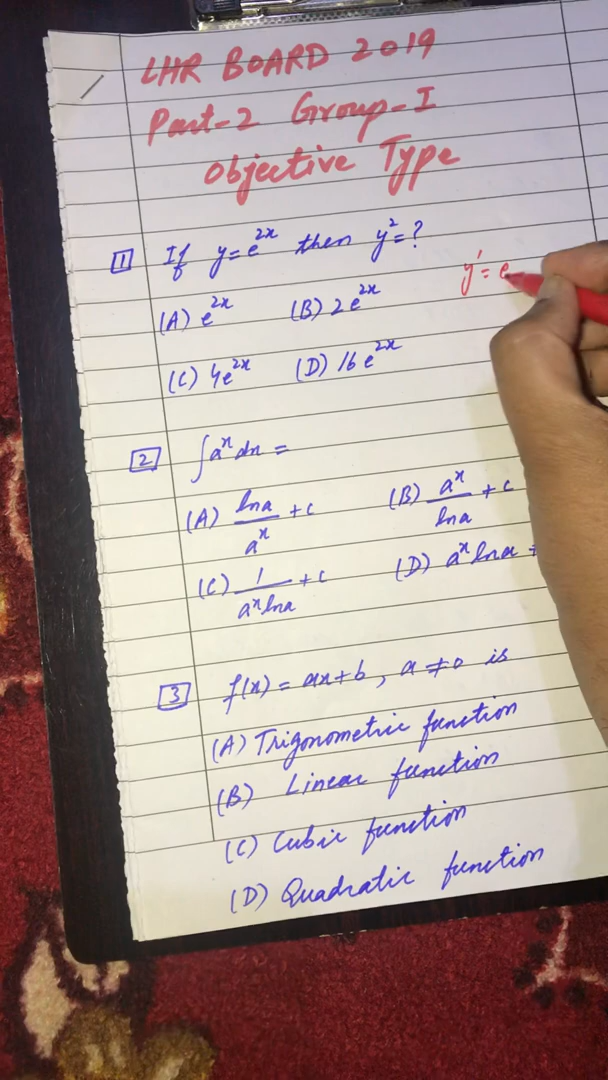 LHR BOARD 2019
Part-2 Group-I
Objective Type
1 If y=e^2x then y^2=?
y'= e
(A) e^2x (B) 2e^2x
(C) 4e^2x (D) 16e^2x
2 ∫a^x dx =
(A) lna/a^x +c (B) a^x/lna +c
(C) 1/a^x lna +c (D) a^x lna +
3 f(x) = ax+b, a≠0 is
(A) Trigonometric function
(B) Linear function
(C) Cubic function
(D) Quadratic function